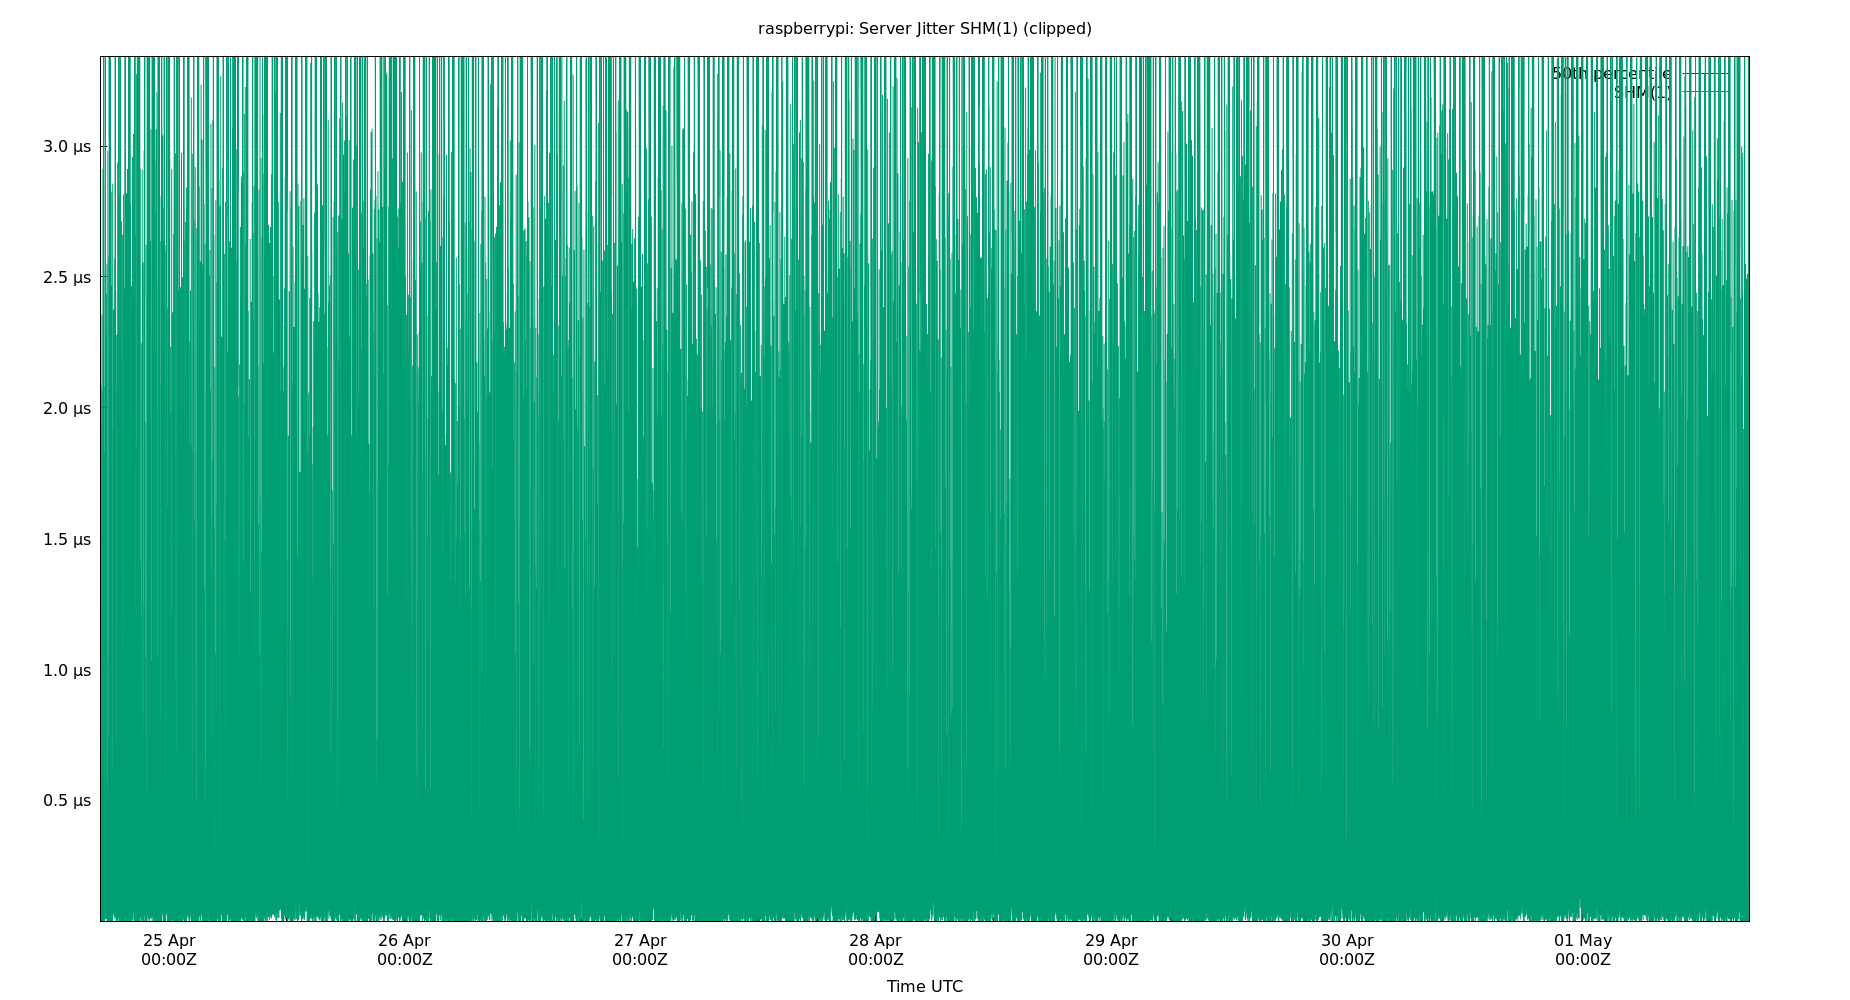 raspberrypi: Server Jitter SHM(1) (clipped)
50th percentile
SHM(1)
3.0 µs
2.5 µs
2.0 µs
1.5 µs
1.0 µs
0.5 µs
25 Apr 26 Apr 27 Apr 28 Apr 29 Apr 30 Apr 01 May
00:00Z 00:00Z 00:00Z 00:00Z 00:00Z 00:00Z 00:00Z
Time UTC